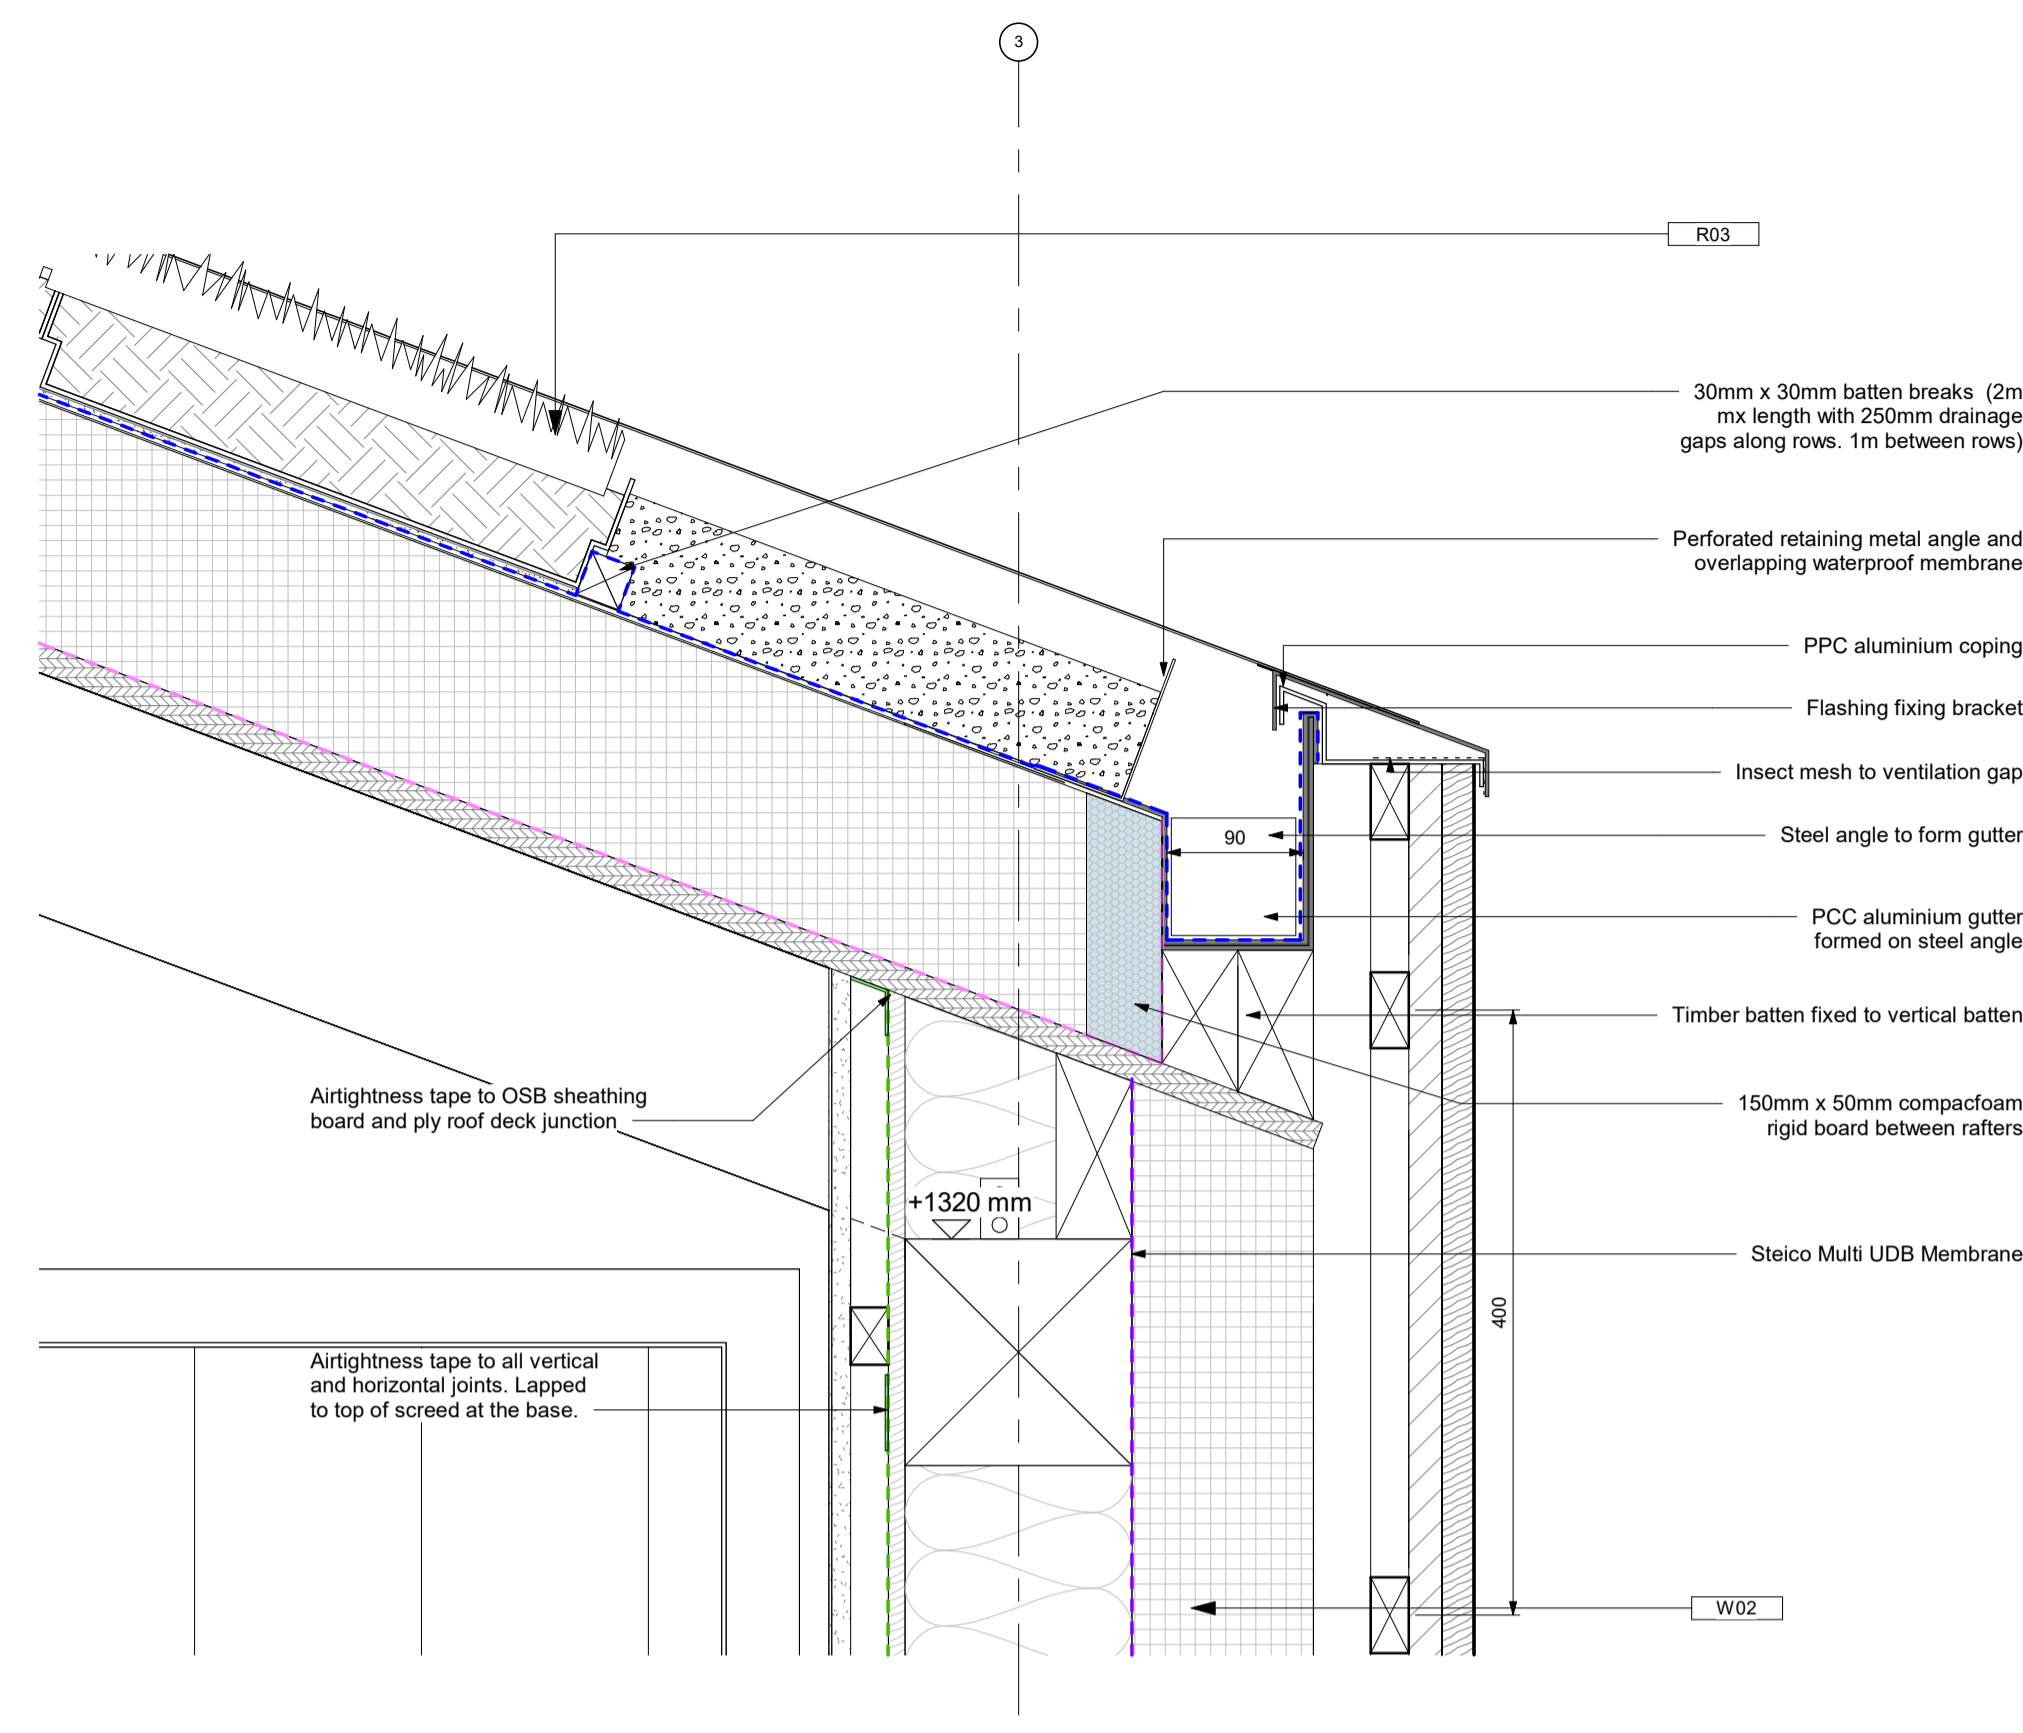 3
R03
30mm x 30mm batten breaks (2m
mx length with 250mm drainage
gaps along rows. 1m between rows)
Perforated retaining metal angle and
overlapping waterproof membrane
PPC aluminium coping
Flashing fixing bracket
Insect mesh to ventilation gap
Steel angle to form gutter
90
PCC aluminium gutter
formed on steel angle
Timber batten fixed to vertical batten
Airtightness tape to OSB sheathing
board and ply roof deck junction
150mm x 50mm compacfoam
rigid board between rafters
+1320 mm
Steico Multi UDB Membrane
400
Airtightness tape to all vertical
and horizontal joints. Lapped
to top of screed at the base.
W02